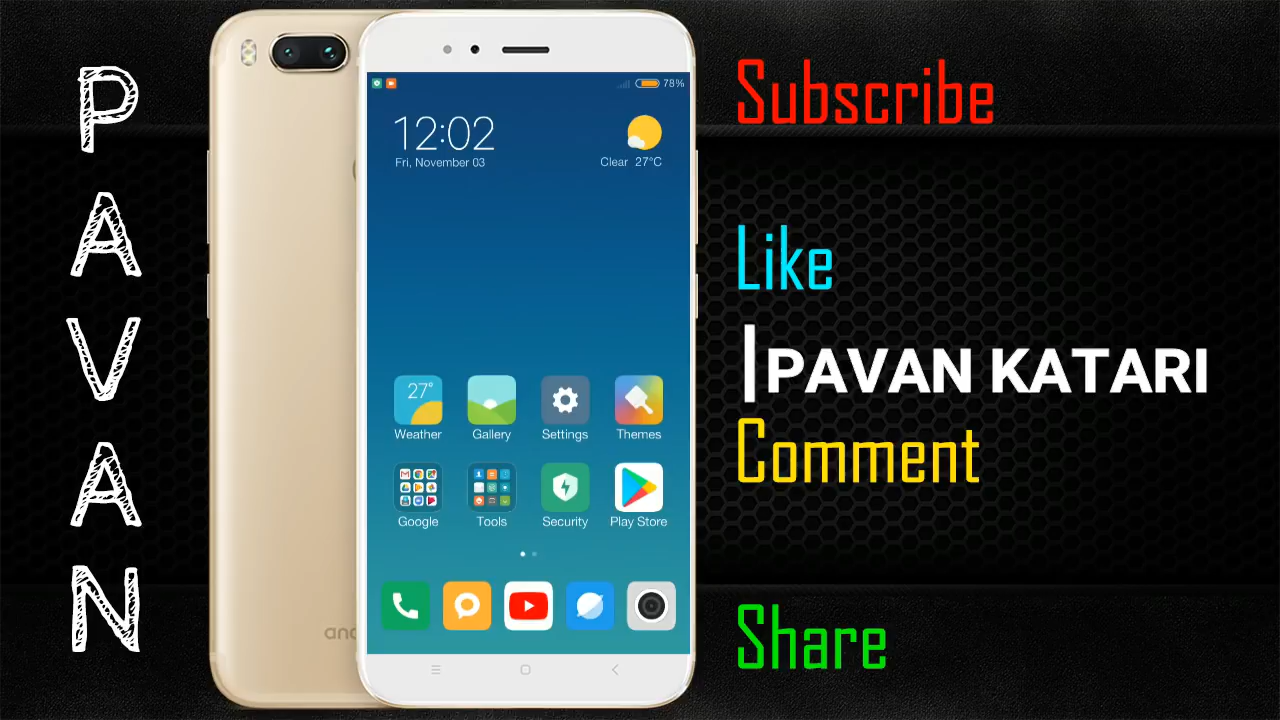 PAVAN
78%
12:02
Fri, November 03
Clear 27°C
27°
Weather
Gallery
Settings
Themes
Google
Tools
Security
Play Store
Subscribe
Like
PAVAN KATARI
Comment
Share